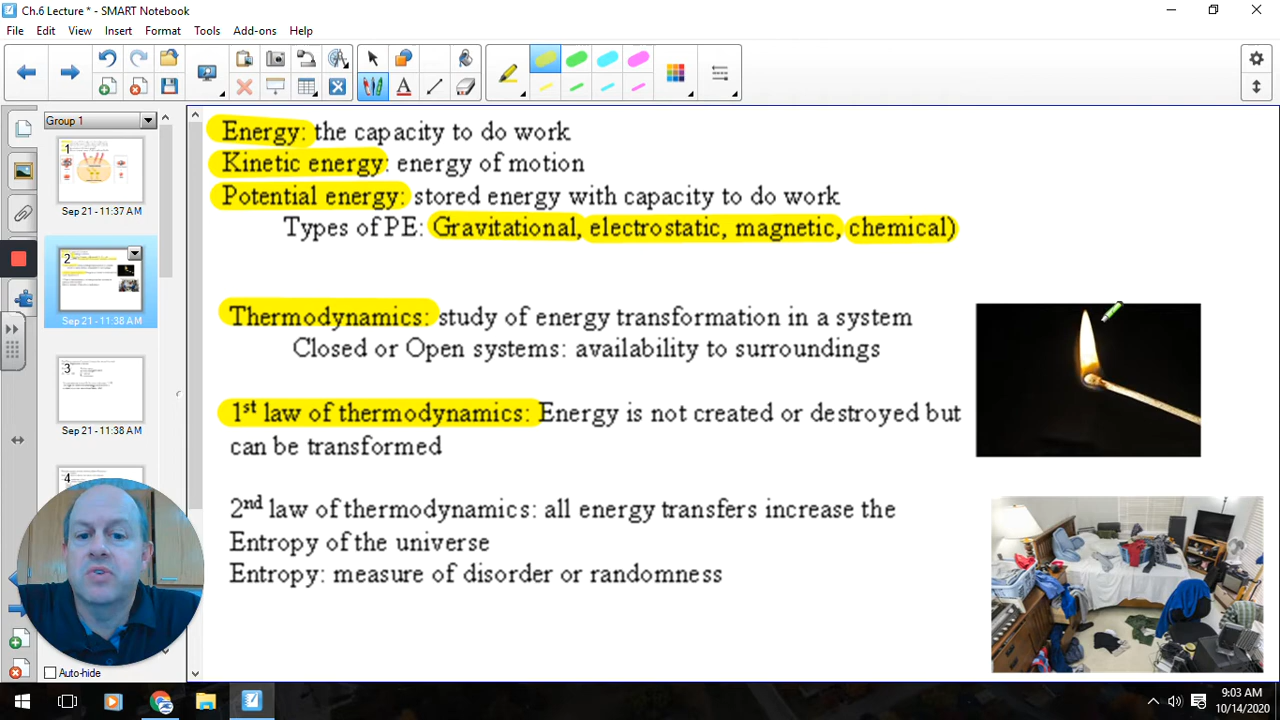 Ch.6 Lecture * - SMART Notebook
File Edit View Insert Format Tools Add-ons Help
Group 1
1
Sep 21 - 11:37 AM
2
Sep 21 - 11:38 AM
3
Sep 21 - 11:38 AM
4
Auto-hide
Energy: the capacity to do work
Kinetic energy: energy of motion
Potential energy: stored energy with capacity to do work
Types of PE: Gravitational, electrostatic, magnetic, chemical)
Thermodynamics: study of energy transformation in a system
Closed or Open systems: availability to surroundings
1st law of thermodynamics: Energy is not created or destroyed but
can be transformed
2nd law of thermodynamics: all energy transfers increase the
Entropy of the universe
Entropy: measure of disorder or randomness
9:03 AM
10/14/2020